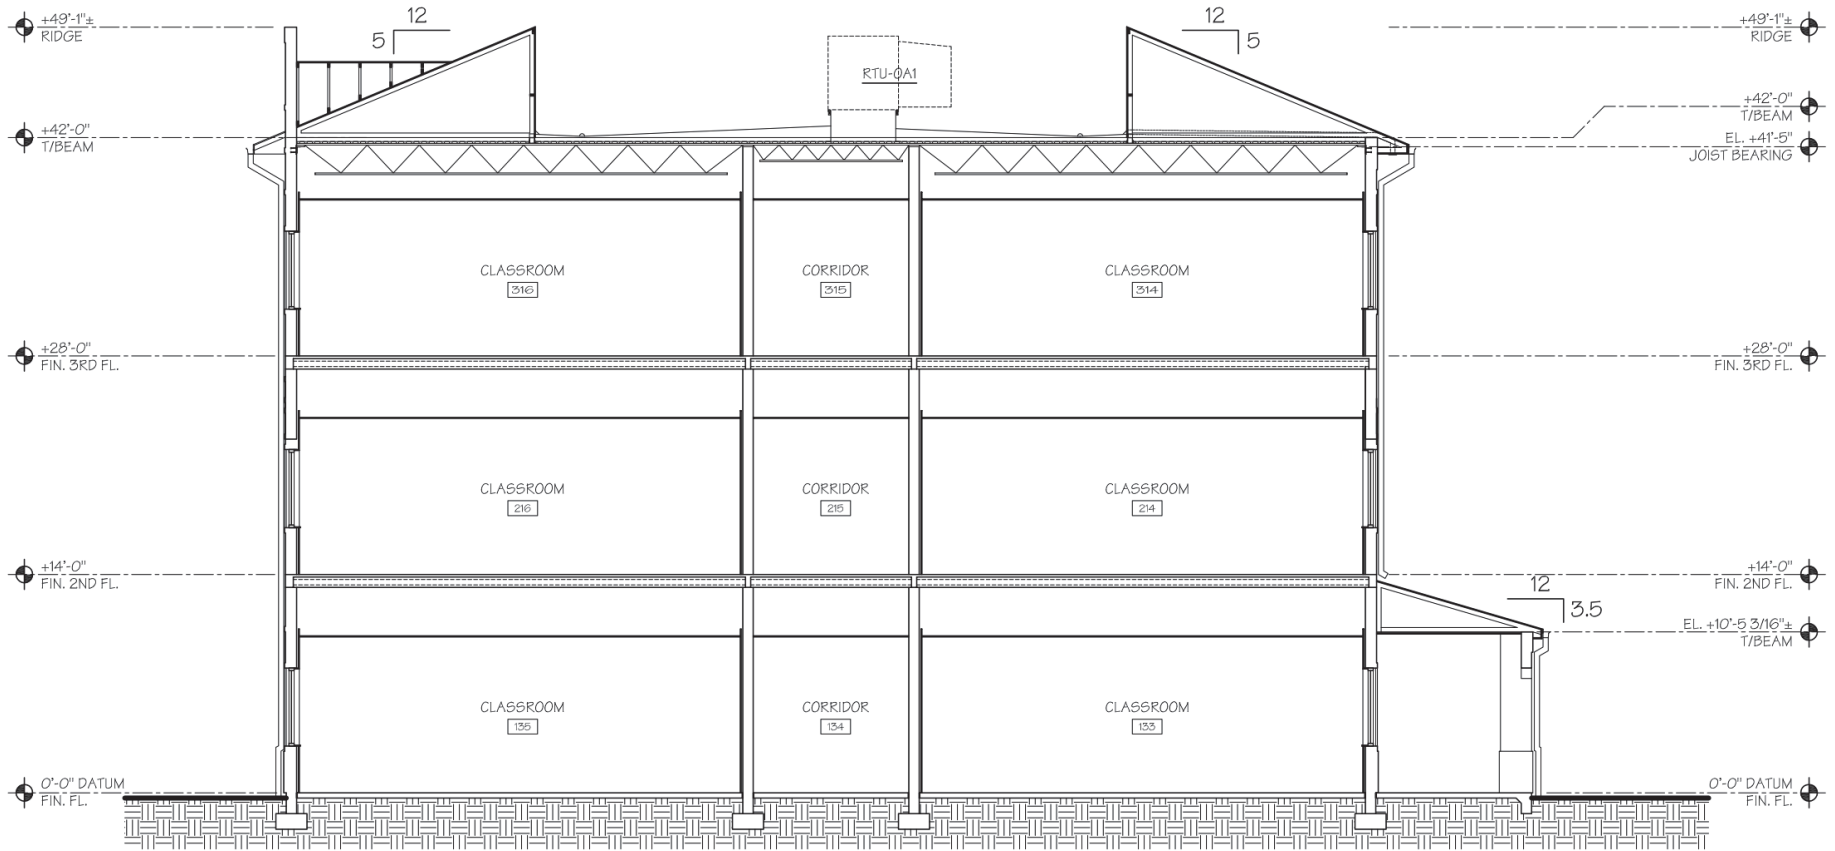 +49'-1"±
RIDGE
12
5
12
5
+49'-1"±
RIDGE
RTU-0A1
+42'-0"
T/BEAM
+42'-0"
T/BEAM
EL. +41'-5"
JOIST BEARING
CLASSROOM
316
CORRIDOR
315
CLASSROOM
314
+28'-0"
FIN. 3RD FL.
+28'-0"
FIN. 3RD FL.
CLASSROOM
216
CORRIDOR
215
CLASSROOM
214
+14'-0"
FIN. 2ND FL.
+14'-0"
FIN. 2ND FL.
12
3.5
EL. +10'-5 3/16"±
T/BEAM
CLASSROOM
135
CORRIDOR
134
CLASSROOM
133
0'-0" DATUM
FIN. FL.
0'-0" DATUM
FIN. FL.